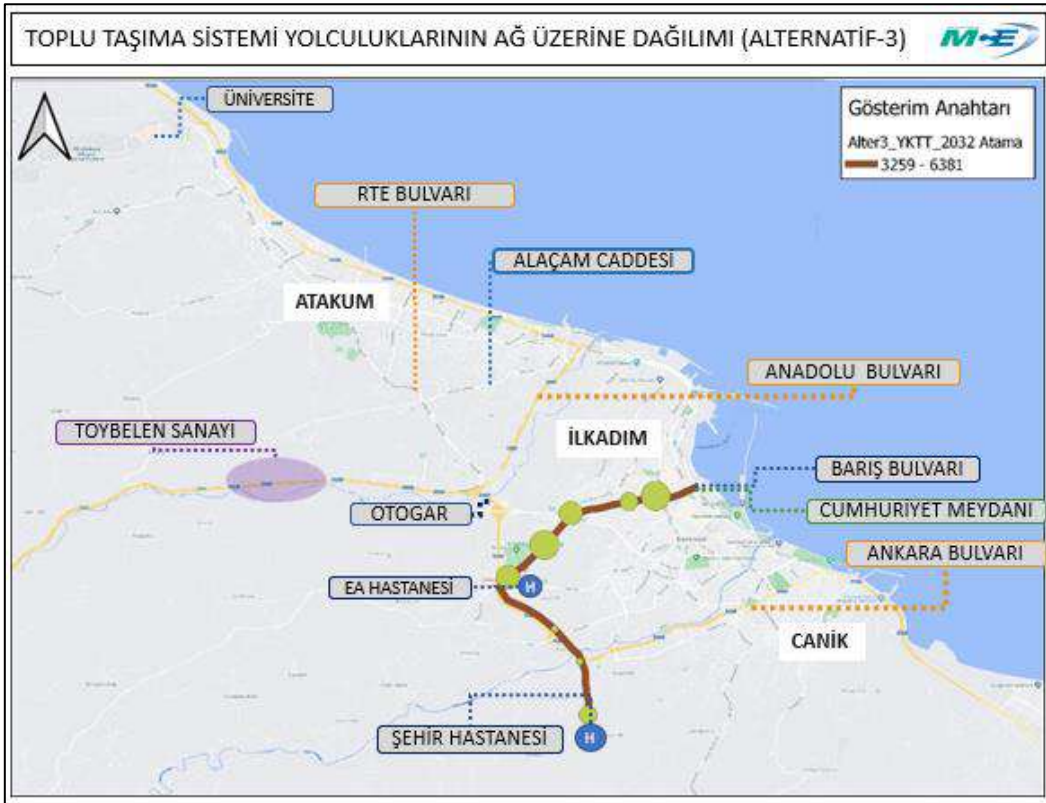 TOPLU TAŞIMA SİSTEMİ YOLCULUKLARININ AĞ ÜZERİNE DAĞILIMI (ALTERNATİF-3)
ÜNİVERSİTE
Gösterim Anahtarı
Alter3_YKTT_2032 Atama
3259 - 6381
RTE BULVARI
ALAÇAM CADDESİ
ATAKUM
ANADOLU BULVARI
TOYBELEN SANAYİ
İLKADIM
BARIŞ BULVARI
OTOGAR
CUMHURİYET MEYDANI
ANKARA BULVARI
EA HASTANESİ
H
CANİK
ŞEHİR HASTANESİ
H